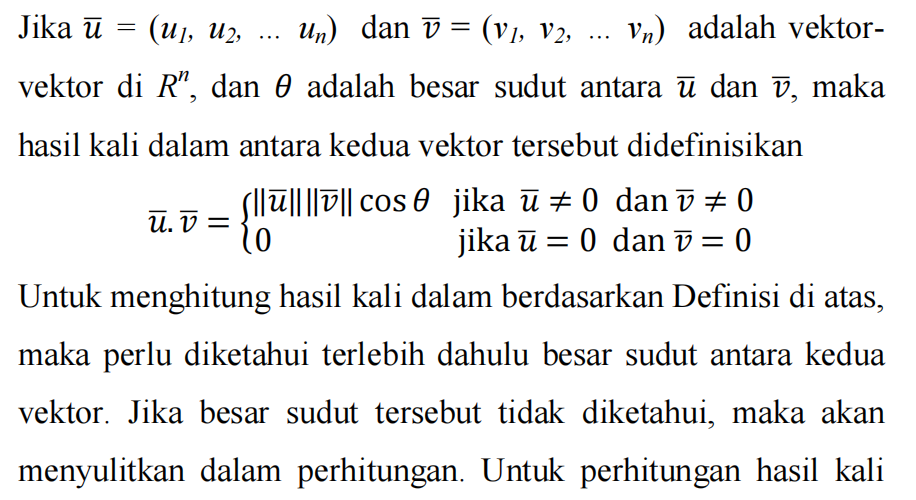 Jika u̅ = (u₁, u₂, ... uₙ) dan v̅ = (v₁, v₂, ... vₙ) adalah vektor-
vektor di Rⁿ, dan θ adalah besar sudut antara u̅ dan v̅, maka
hasil kali dalam antara kedua vektor tersebut didefinisikan
u̅. v̅ = {‖u̅‖‖v̅‖ cos θ jika u̅ ≠ 0 dan v̅ ≠ 0
0 jika u̅ = 0 dan v̅ = 0
Untuk menghitung hasil kali dalam berdasarkan Definisi di atas,
maka perlu diketahui terlebih dahulu besar sudut antara kedua
vektor. Jika besar sudut tersebut tidak diketahui, maka akan
menyulitkan dalam perhitungan. Untuk perhitungan hasil kali